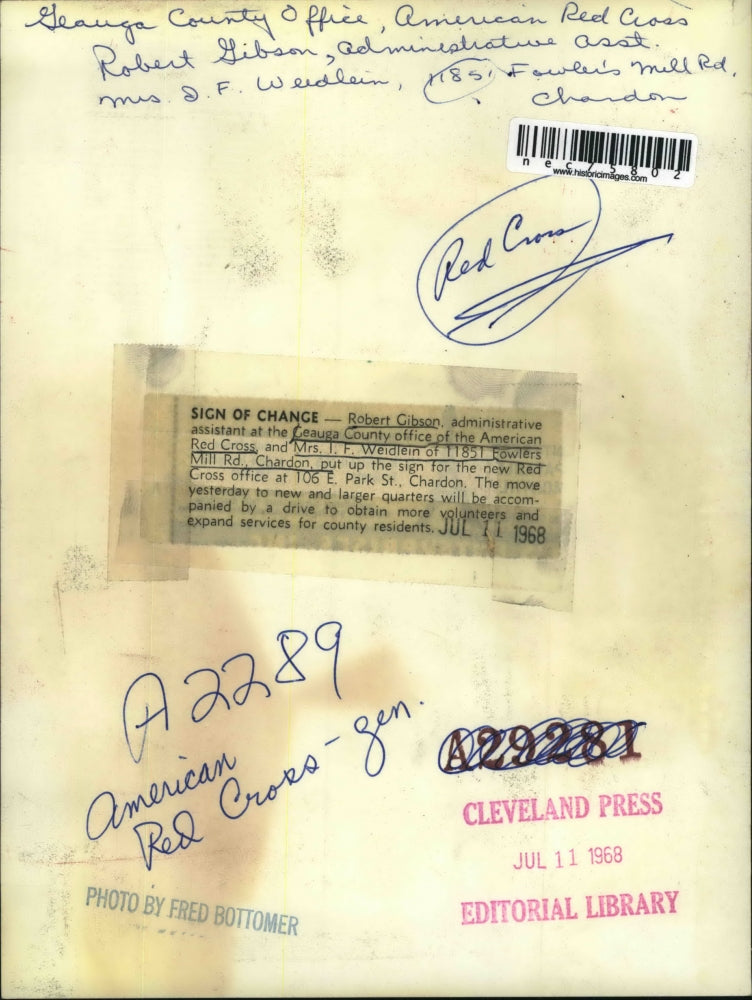 Geauga County Office, American Red Cross
Robert Gibson, administrative asst.
Mrs. I. F. Weidlein, 11851 Fowler's Mill Rd,
Chardon
nec75802
www.historicimages.com
Red Cross
SIGN OF CHANGE — Robert Gibson, administrative
assistant at the Geauga County office of the American
Red Cross, and Mrs. I. F. Weidlein of 11851 Fowlers
Mill Rd., Chardon, put up the sign for the new Red
Cross office at 106 E. Park St., Chardon. The move
yesterday to new and larger quarters will be accom-
panied by a drive to obtain more volunteers and
expand services for county residents. JUL 11 1968
A2289
American
Red Cross - gen.
A29281
CLEVELAND PRESS
JUL 11 1968
EDITORIAL LIBRARY
PHOTO BY FRED BOTTOMER